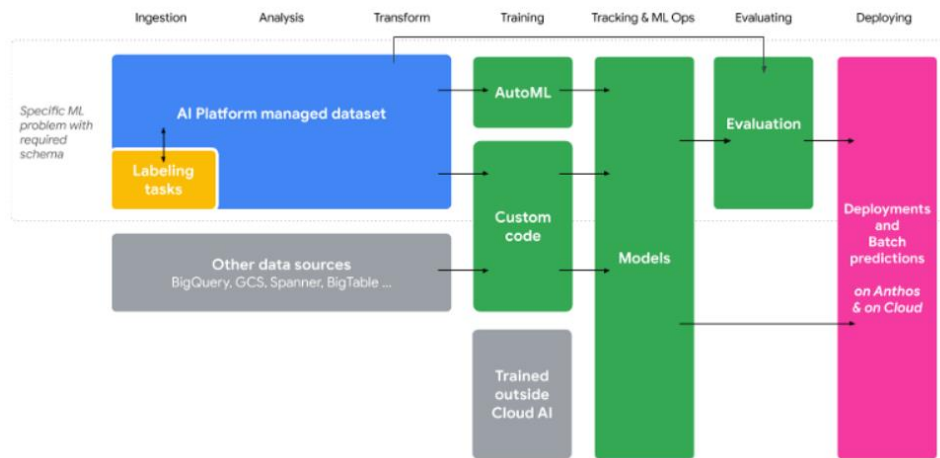 Ingestion
Analysis
Transform
Training
Tracking & ML Ops
Evaluating
Deploying
Specific ML
problem with
required
schema
AI Platform managed dataset
Labeling
tasks
AutoML
Custom
code
Models
Evaluation
Deployments
and
Batch
predictions
on Anthos
& on Cloud
Other data sources
BigQuery, GCS, Spanner, BigTable ...
Trained
outside
Cloud AI